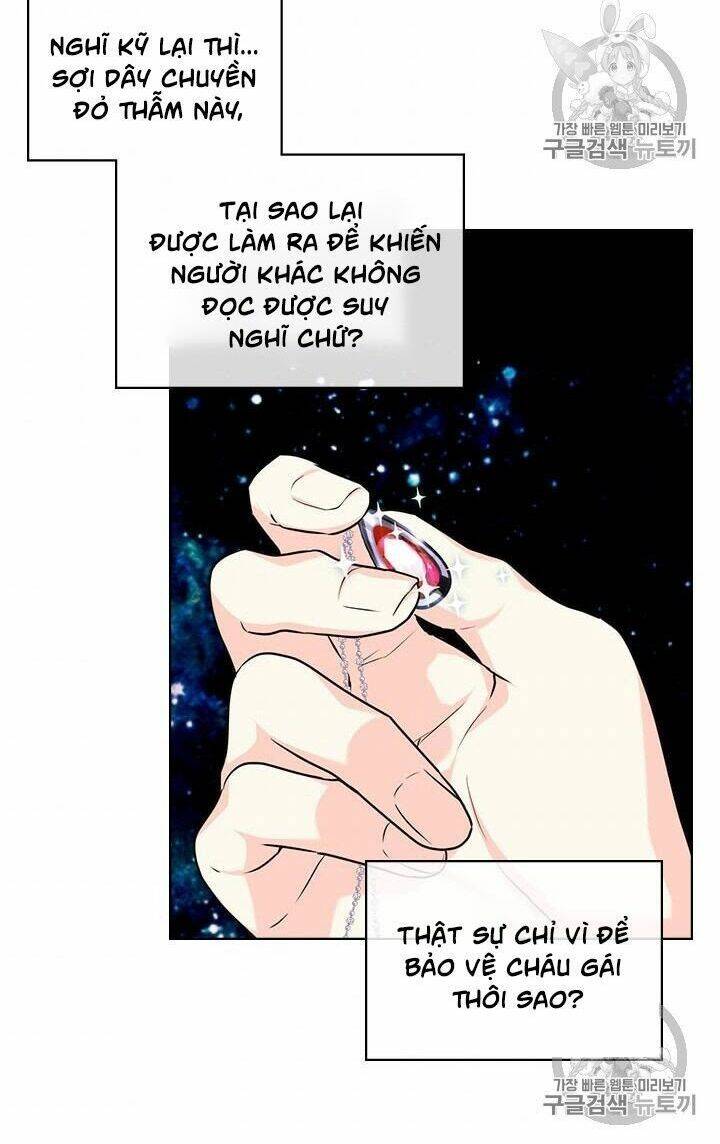 NGHĨ KỸ LẠI THÌ...
SỢI DÂY CHUYỀN
ĐỎ THẪM NÀY,
가장 빠른 웹툰 미리보기
구글검색 뉴토끼
TẠI SAO LẠI
ĐƯỢC LÀM RA ĐỂ KHIẾN
NGƯỜI KHÁC KHÔNG
ĐỌC ĐƯỢC SUY
NGHĨ CHỨ?
THẬT SỰ CHỈ VÌ ĐỂ
BẢO VỆ CHÁU GÁI
THÔI SAO?
가장 빠른 웹툰 미리보기
구글검색 뉴토끼